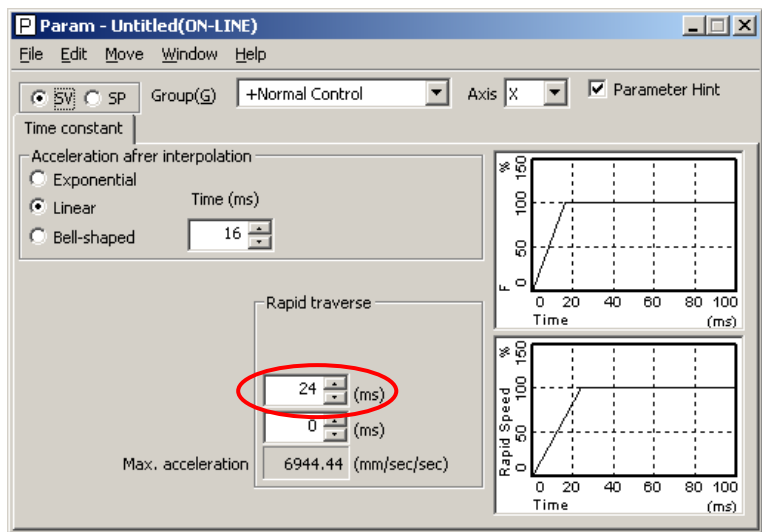 Param - Untitled(ON-LINE)
File Edit Move Window Help
SV SP Group(G) +Normal Control Axis X Parameter Hint
Time constant
Acceleration afrer interpolation
Exponential
Linear
Bell-shaped
Time (ms)
16
% 150
100
50
F 0
0 20 40 60 80 100
Time (ms)
Rapid traverse
24 (ms)
0 (ms)
Max. acceleration 6944.44 (mm/sec/sec)
% 150
100
50
0
Rapid Speed
0 20 40 60 80 100
Time (ms)